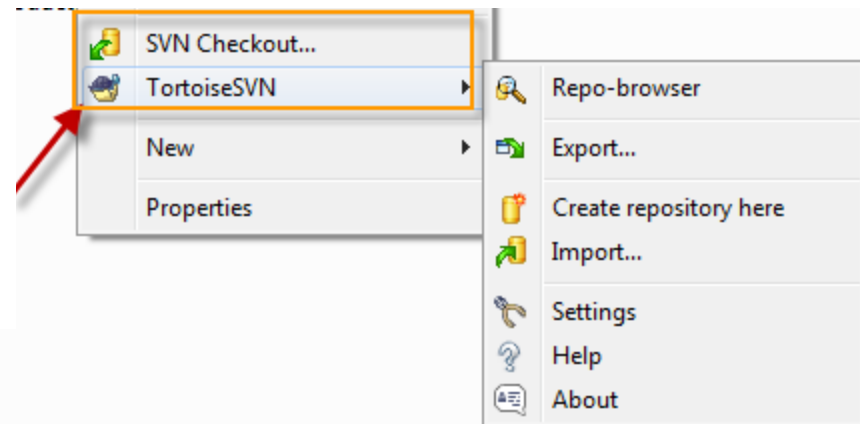 SVN Checkout...
TortoiseSVN
New
Properties
Repo-browser
Export...
Create repository here
Import...
Settings
Help
About